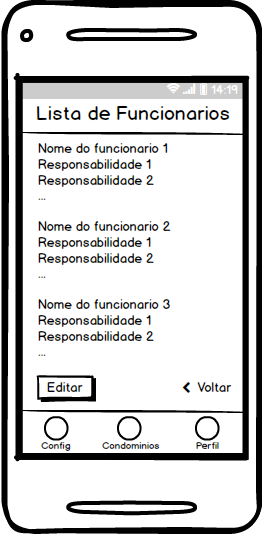 14:19
Lista de Funcionarios
Nome do funcionario 1
Responsabilidade 1
Responsabilidade 2
...
Nome do funcionario 2
Responsabilidade 1
Responsabilidade 2
...
Nome do funcionario 3
Responsabilidade 1
Responsabilidade 2
...
Editar Voltar
Config Condominios Perfil